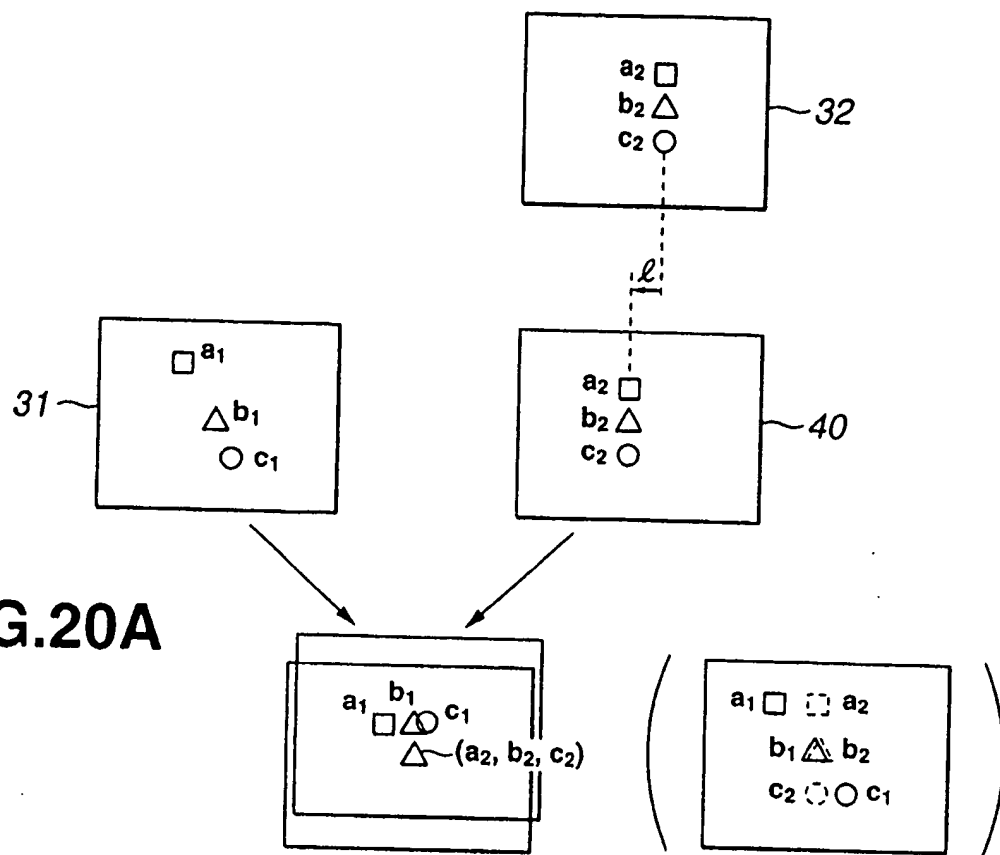 a2
b2
c2
32
ℓ
a1
31
b1
c1
a2
b2
c2
40
G.20A
a1 b1 c1
(a2, b2, c2)
a1 a2
b1 b2
c2 c1